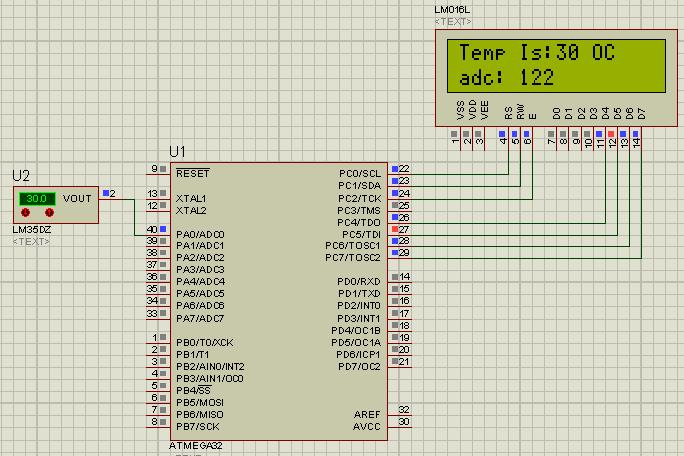 LM016L
<TEXT>
Temp Is:30 OC
adc: 122
VSS VDD VEE RS RW E D0 D1 D2 D3 D4 D5 D6 D7
1 2 3 4 5 6 7 8 9 10 11 12 13 14
U2
30.0 VOUT 2
LM35DZ
<TEXT>
U1
9 RESET PC0/SCL 22
PC1/SDA 23
13 XTAL1 PC2/TCK 24
12 XTAL2 PC3/TMS 25
PC4/TDO 26
40 PA0/ADC0 PC5/TDI 27
39 PA1/ADC1 PC6/TOSC1 28
38 PA2/ADC2 PC7/TOSC2 29
37 PA3/ADC3
36 PA4/ADC4 PD0/RXD 14
35 PA5/ADC5 PD1/TXD 15
34 PA6/ADC6 PD2/INT0 16
33 PA7/ADC7 PD3/INT1 17
PD4/OC1B 18
1 PB0/T0/XCK PD5/OC1A 19
2 PB1/T1 PD6/ICP1 20
3 PB2/AIN0/INT2 PD7/OC2 21
4 PB3/AIN1/OC0
5 PB4/SS
6 PB5/MOSI
7 PB6/MISO AREF 32
8 PB7/SCK AVCC 30
ATMEGA32